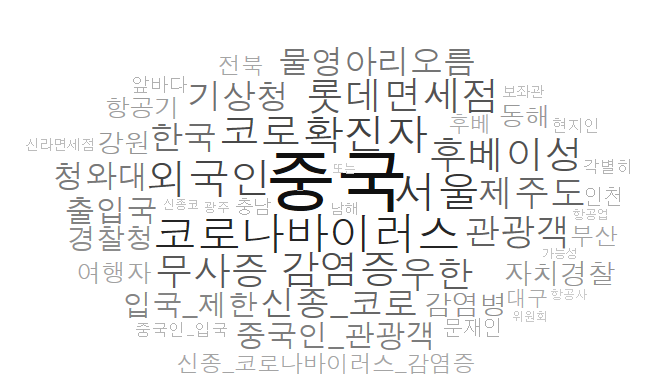 전북 물영아리오름
앞바다 기상청 롯데면세점 보좌관
항공기 후베 동해 현지인
신라면세점 강원 한국 코로 확진자
청와대 외국인 또는 중국 후베이성 각별히
출입국 신종코 광주 충남 남해 서울 제주도 인천
경찰청 코로나바이러스 관광객 부산 항공업
여행자 무사증 감염증 우한 자치경찰 가능성
입국_제한 신종_코로 감염병 대구 항공사
중국인_입국 중국인_관광객 문재인 위원회
신종_코로나바이러스_감염증